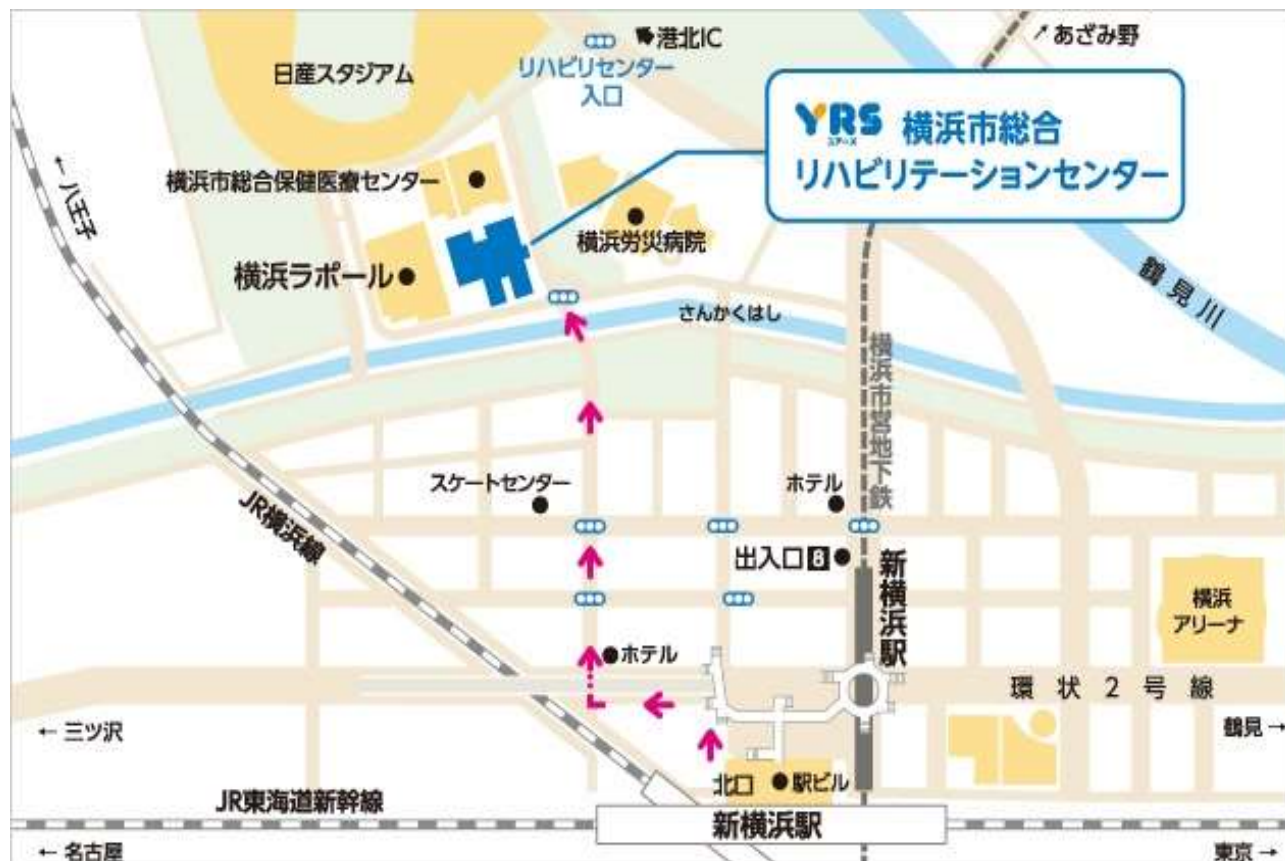 港北IC
↗あざみ野
日産スタジアム
リハビリセンター
入口
YRS 横浜市総合
リハビリテーションセンター
←八王子
横浜市総合保健医療センター
横浜労災病院
横浜ラポール
鶴見川
さんかくはし
横浜市営地下鉄
スケートセンター
ホテル
JR横浜線
出入口8
新横浜駅
横浜
アリーナ
ホテル
環状2号線
←三ツ沢
鶴見→
北口
駅ビル
JR東海道新幹線
新横浜駅
←名古屋
東京→